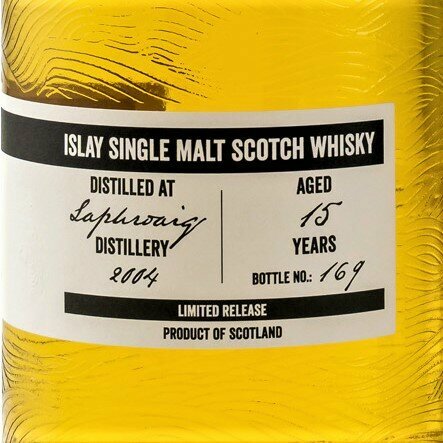 ISLAY SINGLE MALT SCOTCH WHISKY
DISTILLED AT
Laphroaig
DISTILLERY
2004
AGED
15
YEARS
BOTTLE NO.: 169
LIMITED RELEASE
PRODUCT OF SCOTLAND